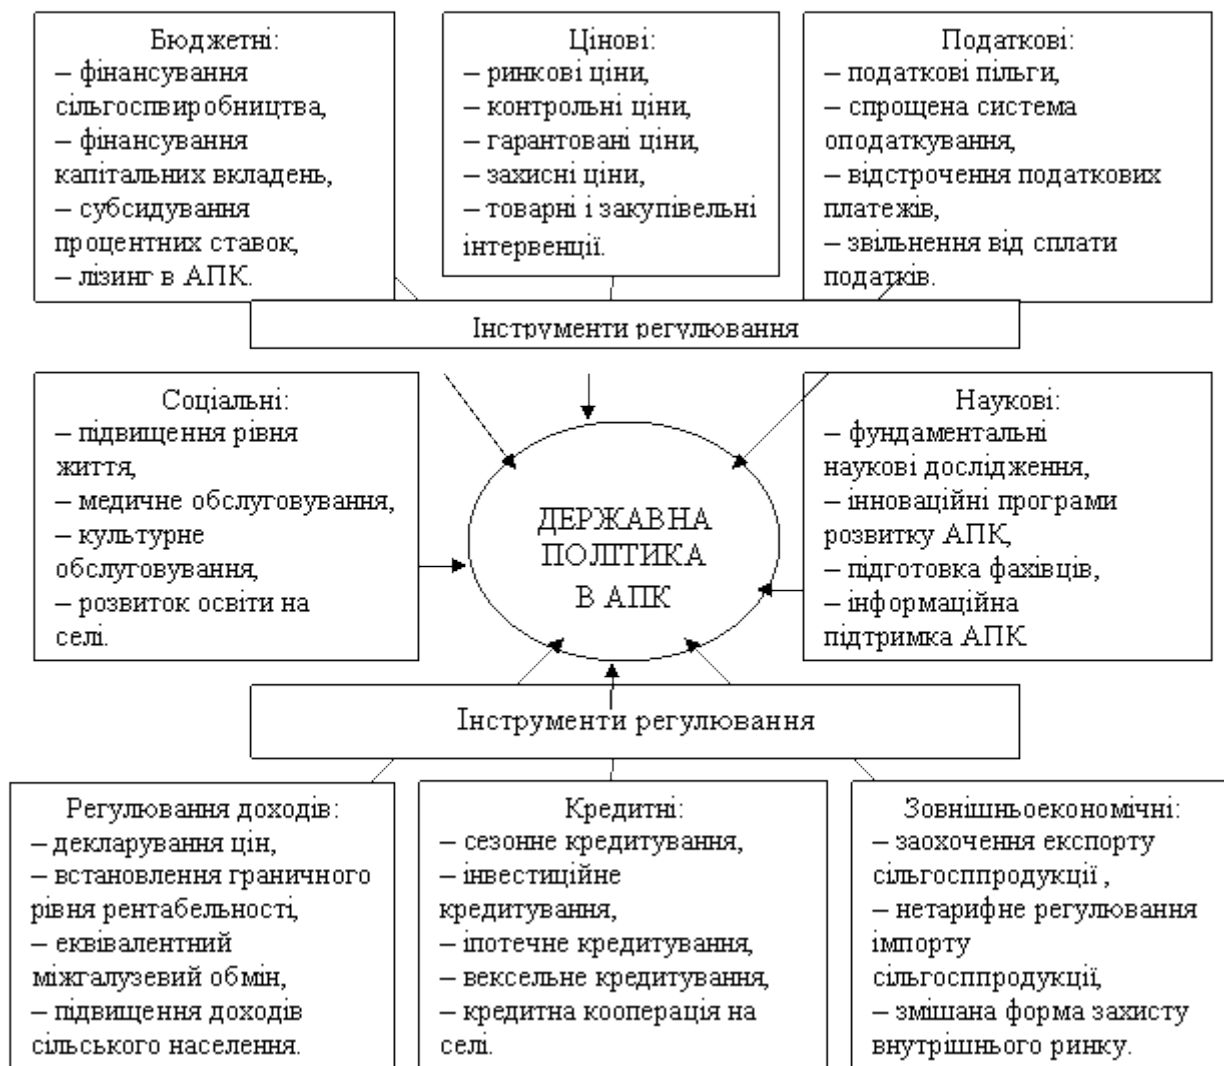 Бюджетні:
– фінансування
сільгоспвиробництва,
– фінансування
капітальних вкладень,
– субсидування
процентних ставок,
– лізинг в АПК.
Цінові:
– ринкові ціни,
– контрольні ціни,
– гарантовані ціни,
– захисні ціни,
– товарні і закупівельні
інтервенції.
Податкові:
– податкові пільги,
– спрощена система
оподаткування,
– відстрочення податкових
платежів,
– звільнення від сплати
податків.
Інструменти регулювання
Соціальні:
– підвищення рівня
життя,
– медичне обслуговування,
– культурне
обслуговування,
– розвиток освіти на
селі.
ДЕРЖАВНА
ПОЛІТИКА
В АПК
Наукові:
– фундаментальні
наукові дослідження,
– інноваційні програми
розвитку АПК,
– підготовка фахівців,
– інформаційна
підтримка АПК
Інструменти регулювання
Регулювання доходів:
– декларування цін,
– встановлення граничного
рівня рентабельності,
– еквівалентний
міжгалузевий обмін,
– підвищення доходів
сільського населення.
Кредитні:
– сезонне кредитування,
– інвестиційне
кредитування,
– іпотечне кредитування,
– вексельне кредитування,
– кредитна кооперація на
селі.
Зовнішньоекономічні:
– заохочення експорту
сільгосппродукції ,
– нетарифне регулювання
імпорту
сільгосппродукції,
– змішана форма захисту
внутрішнього ринку.